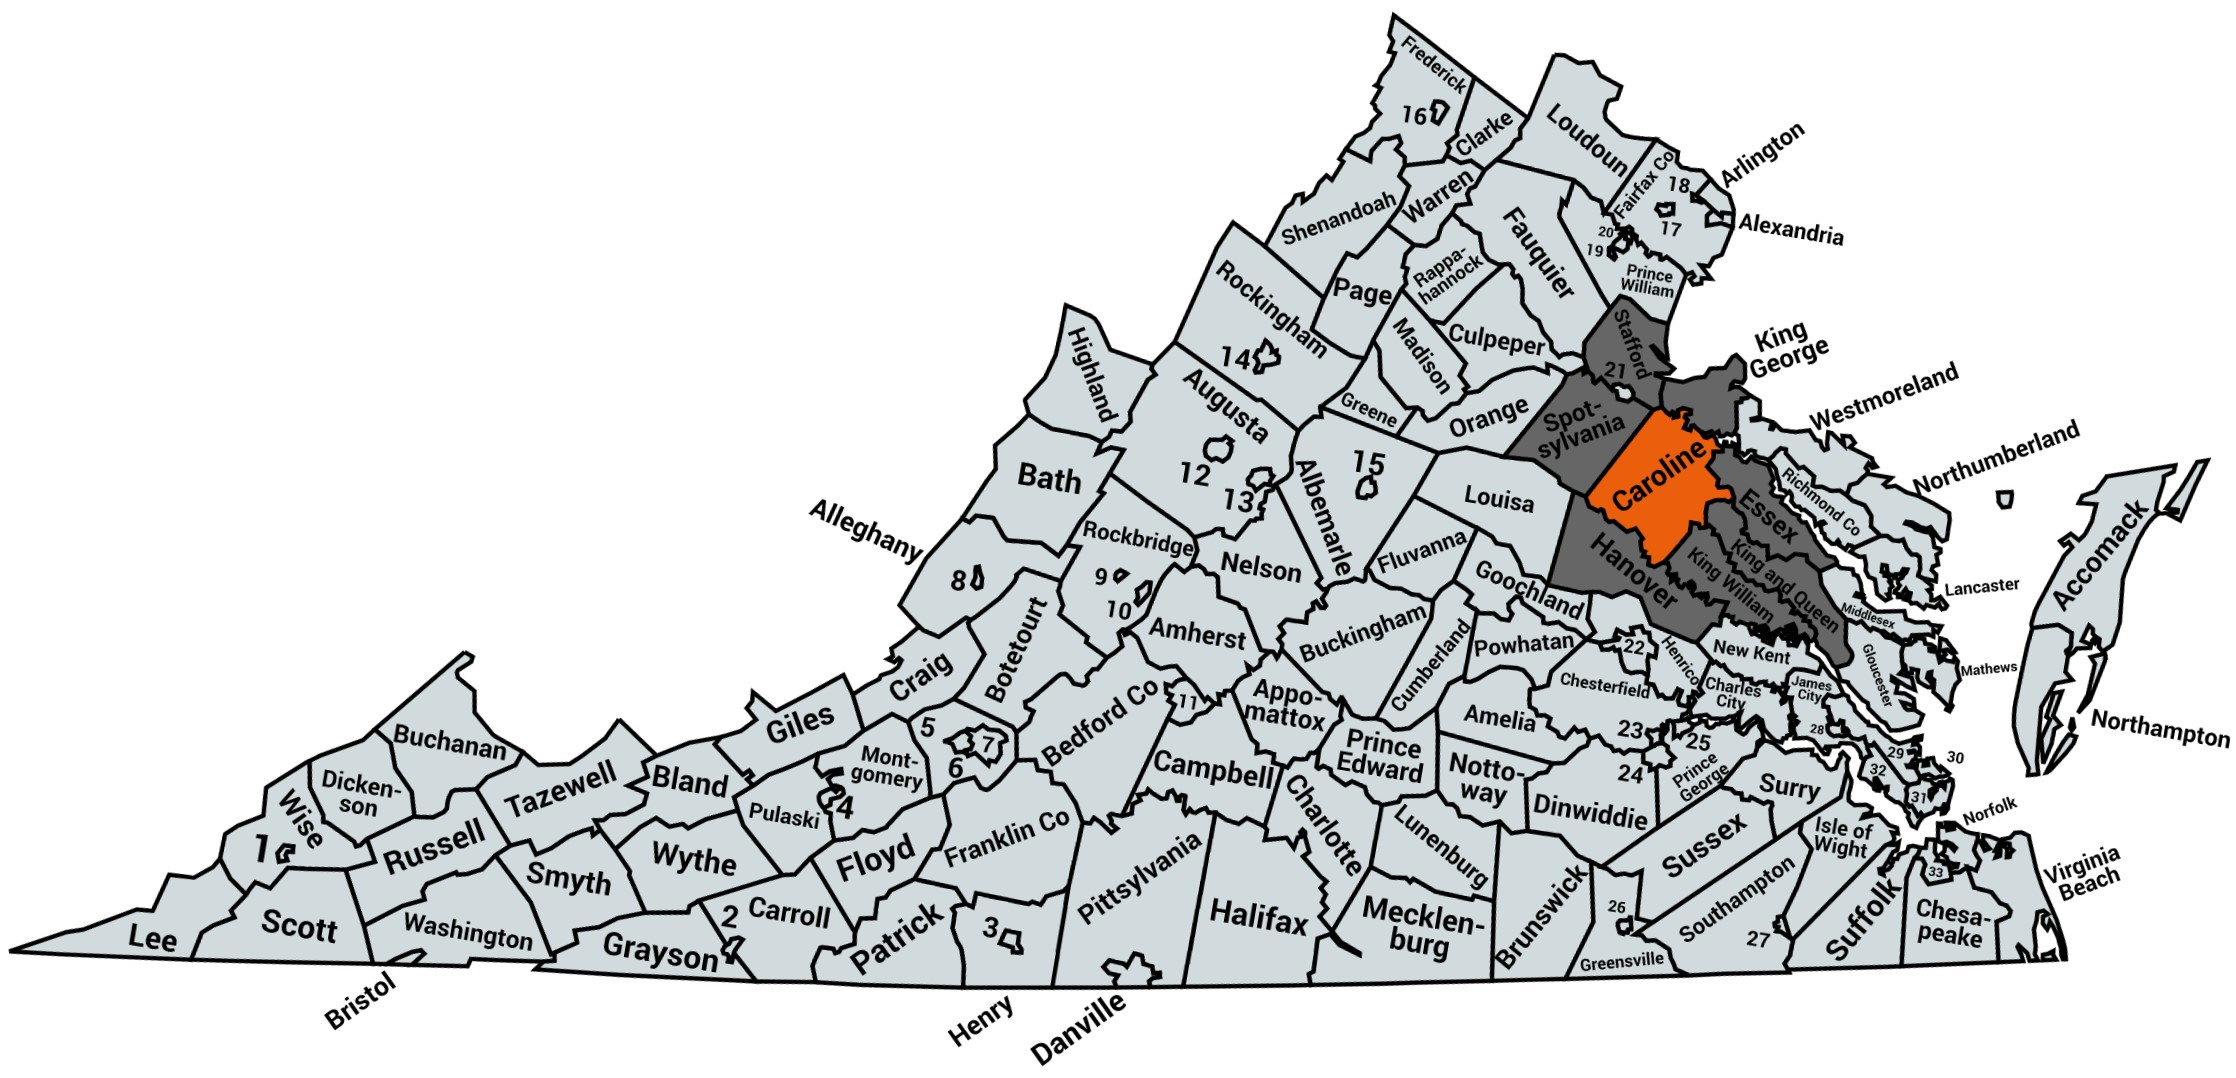 Frederick
16
Clarke
Loudoun
Fairfax Co
18
17
Arlington
Alexandria
Shenandoah
Warren
Fauquier
20
19
Prince
William
Rockingham
14
Page
Rappa-
hannock
Madison
Culpeper
Stafford
21
King
George
Westmoreland
Northumberland
Highland
Augusta
12
13
Greene
Orange
Spot-
sylvania
Caroline
Richmond Co
Essex
Bath
Albemarle
15
Louisa
Hanover
King William
King and Queen
Lancaster
Accomack
Alleghany
8
Rockbridge
9
10
Nelson
Fluvanna
Goochland
Middlesex
Mathews
Gloucester
Northampton
Craig
Botetourt
Amherst
Buckingham
Cumberland
Powhatan
22
Henrico
New Kent
Charles
City
James
City
Giles
5
7
6
Bedford Co
11
Appo-
mattox
Amelia
Chesterfield
23
25
24
Prince
George
28
29
30
32
31
Norfolk
Virginia
Beach
Buchanan
Dicken-
son
Wise
1
Russell
Tazewell
Bland
Mont-
gomery
Pulaski
4
Campbell
Prince
Edward
Notto-
way
Dinwiddie
Surry
Sussex
Isle of
Wight
33
Lee
Scott
Washington
Smyth
Wythe
Floyd
Franklin Co
Charlotte
Lunenburg
Grayson
2
Carroll
Patrick
3
Pittsylvania
Halifax
Mecklen-
burg
Brunswick
26
Greensville
Southampton
27
Suffolk
Chesa-
peake
Bristol
Henry
Danville